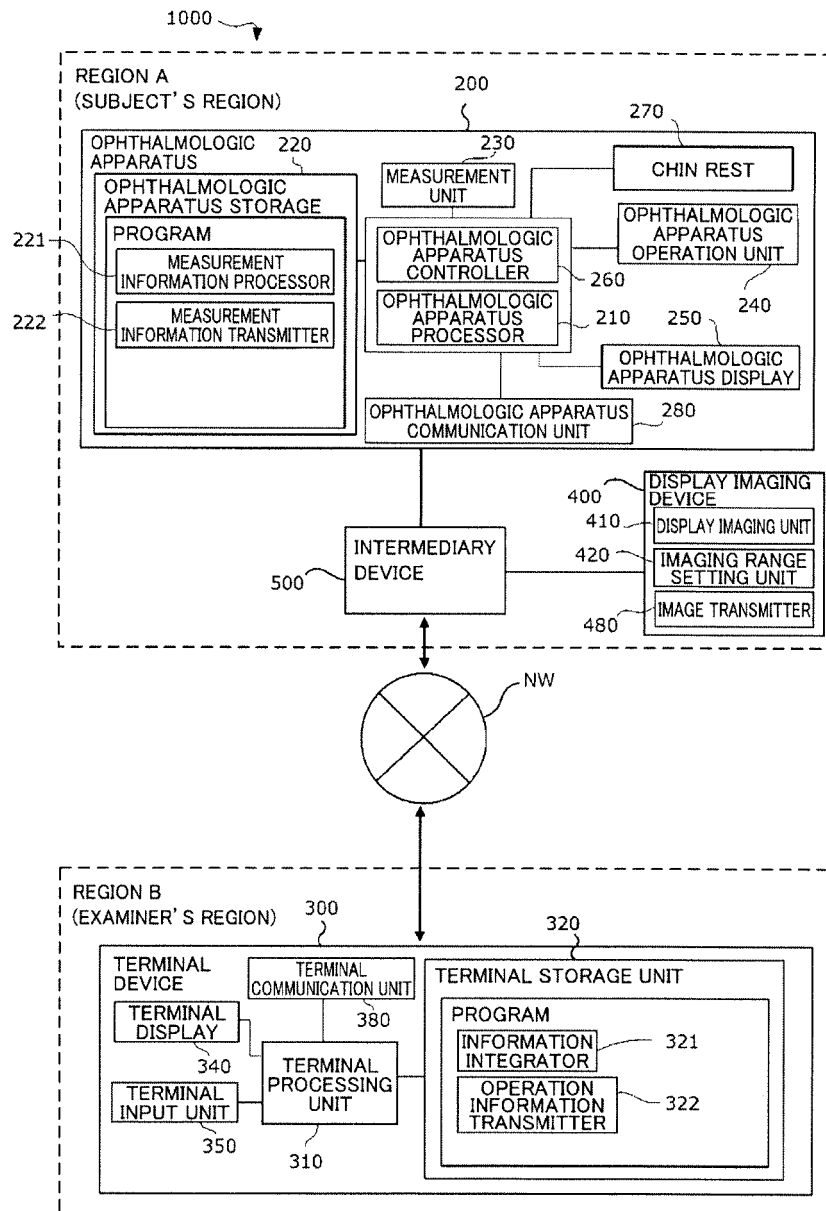 1000
REGION A
(SUBJECT'S REGION)
200
OPHTHALMOLOGIC
APPARATUS
220
230
270
OPHTHALMOLOGIC
APPARATUS STORAGE
MEASUREMENT
UNIT
CHIN REST
PROGRAM
221
MEASUREMENT
INFORMATION PROCESSOR
222
MEASUREMENT
INFORMATION TRANSMITTER
OPHTHALMOLOGIC
APPARATUS
CONTROLLER
260
OPHTHALMOLOGIC
APPARATUS
PROCESSOR
210
OPHTHALMOLOGIC
APPARATUS
OPERATION UNIT
240
250
OPHTHALMOLOGIC
APPARATUS DISPLAY
OPHTHALMOLOGIC APPARATUS
COMMUNICATION UNIT
280
400
DISPLAY IMAGING
DEVICE
410
DISPLAY IMAGING UNIT
420
IMAGING RANGE
SETTING UNIT
480
IMAGE TRANSMITTER
INTERMEDIARY
DEVICE
500
NW
REGION B
(EXAMINER'S REGION)
300
320
TERMINAL
DEVICE
TERMINAL
COMMUNICATION UNIT
380
TERMINAL STORAGE UNIT
TERMINAL
DISPLAY
340
PROGRAM
INFORMATION
INTEGRATOR
321
TERMINAL
PROCESSING
UNIT
310
OPERATION
INFORMATION
TRANSMITTER
322
TERMINAL
INPUT UNIT
350